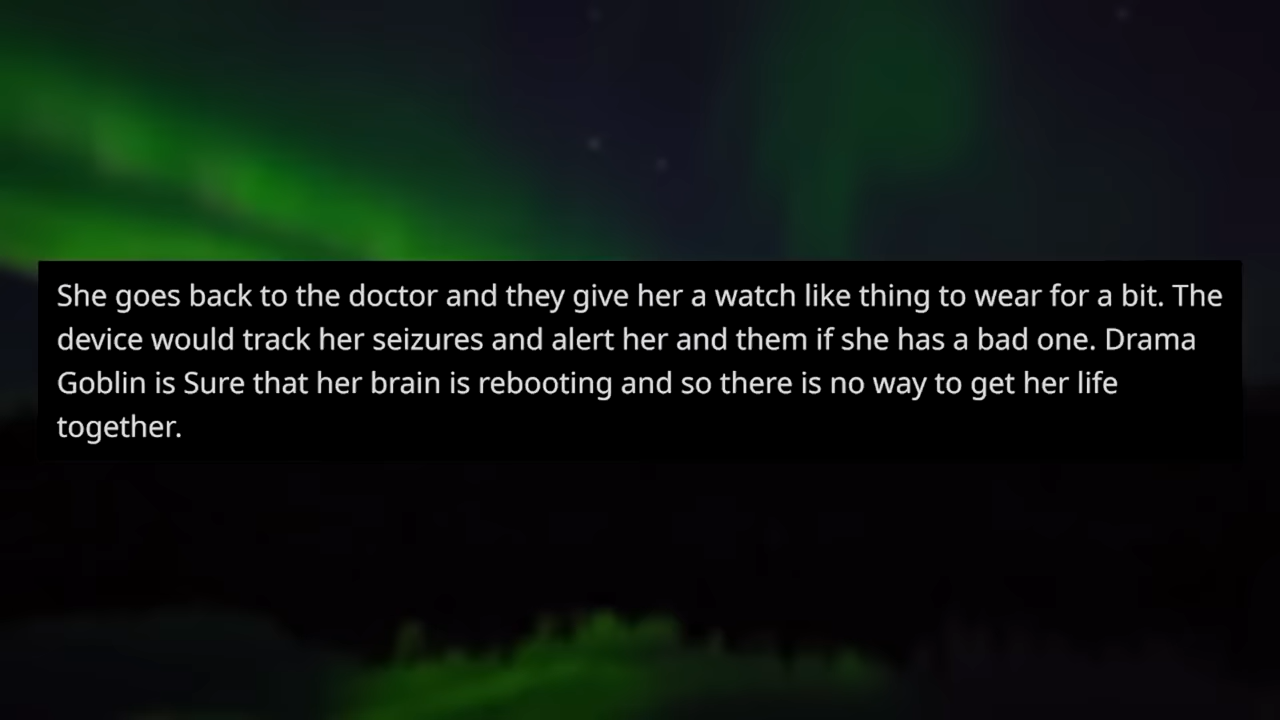 She goes back to the doctor and they give her a watch like thing to wear for a bit. The
device would track her seizures and alert her and them if she has a bad one. Drama
Goblin is Sure that her brain is rebooting and so there is no way to get her life
together.